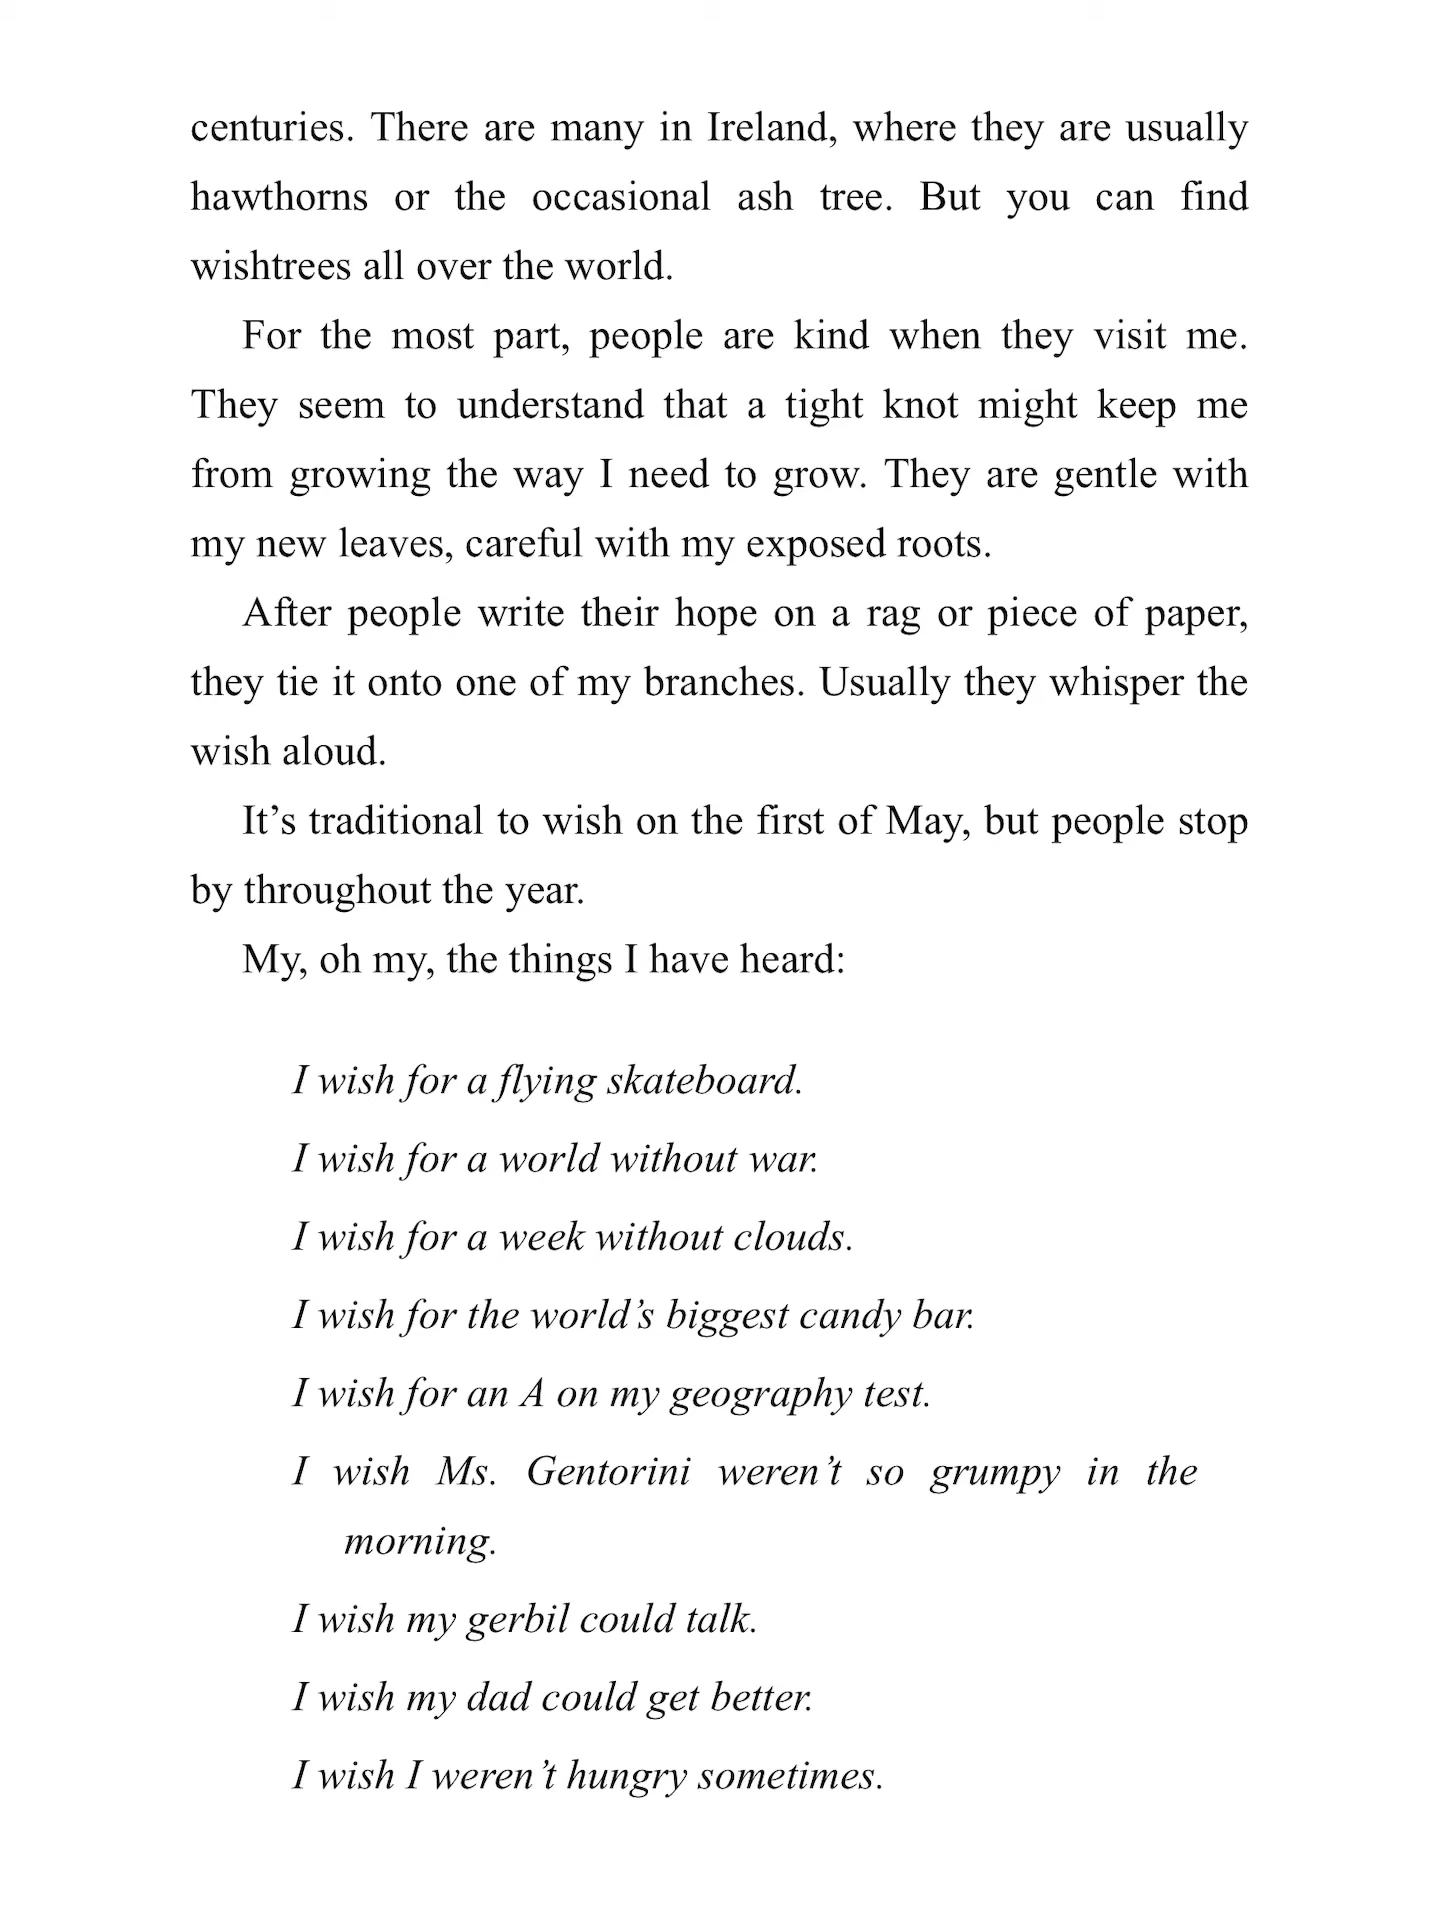 centuries. There are many in Ireland, where they are usually
hawthorns or the occasional ash tree. But you can find
wishtrees all over the world.
For the most part, people are kind when they visit me.
They seem to understand that a tight knot might keep me
from growing the way I need to grow. They are gentle with
my new leaves, careful with my exposed roots.
After people write their hope on a rag or piece of paper,
they tie it onto one of my branches. Usually they whisper the
wish aloud.
It’s traditional to wish on the first of May, but people stop
by throughout the year.
My, oh my, the things I have heard:
I wish for a flying skateboard.
I wish for a world without war.
I wish for a week without clouds.
I wish for the world’s biggest candy bar.
I wish for an A on my geography test.
I wish Ms. Gentorini weren’t so grumpy in the
morning.
I wish my gerbil could talk.
I wish my dad could get better.
I wish I weren’t hungry sometimes.